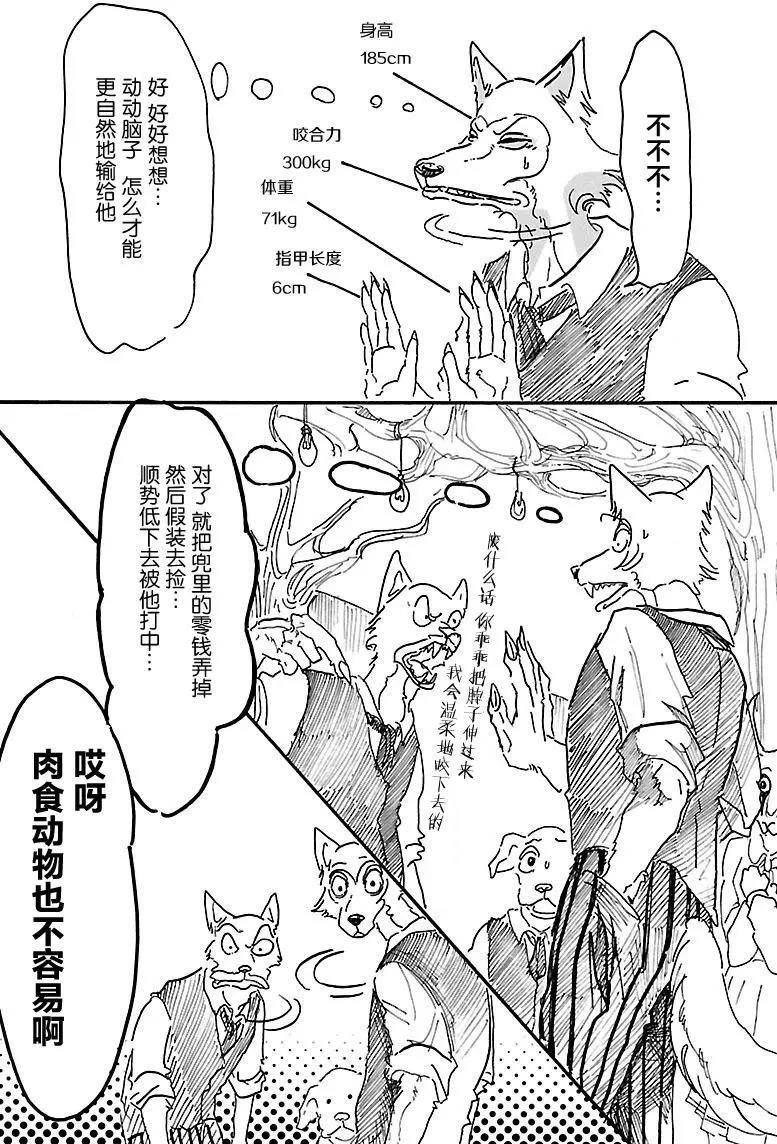 不不不…
身高
185cm
咬合力
300kg
体重
71kg
指甲长度
6cm
好 好好想想…
动动脑子 怎么才能
更自然地输给他
废什么话 你乖乖把脖子伸过来
我会温柔地咬下去的
对了 就把兜里的零钱弄掉
然后假装去捡…
顺势低下去被他打中…
哎呀
肉食动物也不容易啊